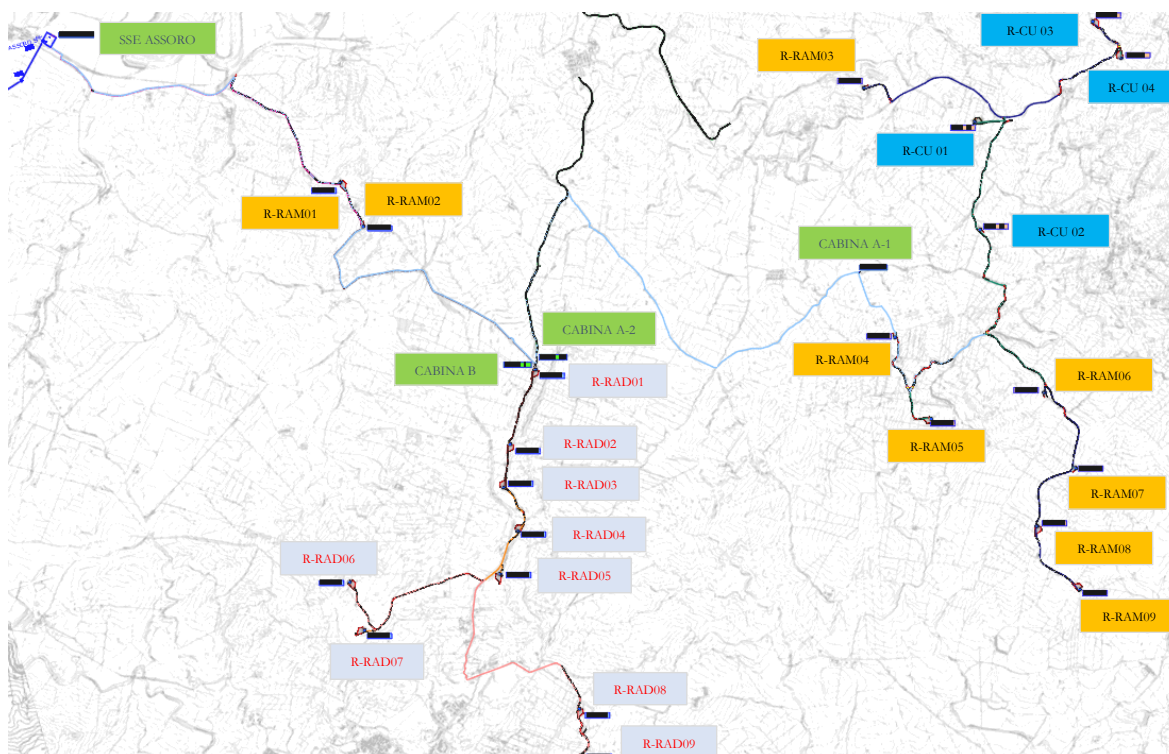 R-CU 03
SSE ASSORO
R-RAM03
R-CU 04
R-CU 01
R-RAM02
R-RAM01
R-CU 02
CABINA A-1
CABINA A-2
R-RAM04
CABINA B
R-RAD01
R-RAM06
R-RAD02
R-RAM05
R-RAD03
R-RAM07
R-RAD04
R-RAM08
R-RAD06
R-RAD05
R-RAM09
R-RAD07
R-RAD08
R-RAD09